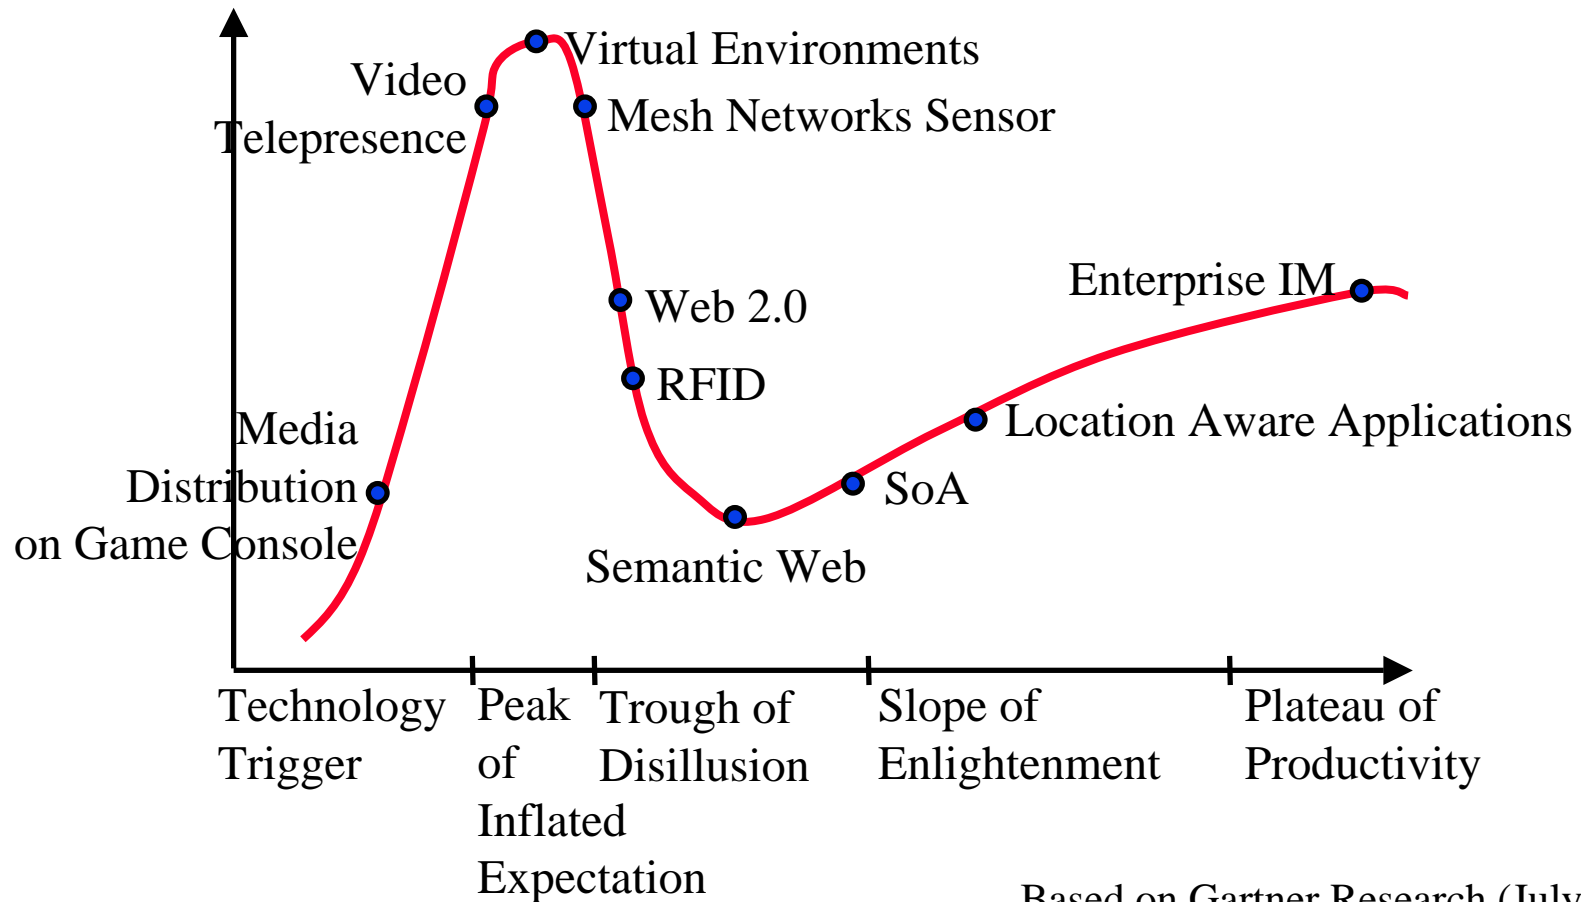 Virtual Environments
Video
Telepresence
Mesh Networks Sensor
Web 2.0
RFID
Enterprise IM
Media
Distribution
on Game Console
Location Aware Applications
SoA
Semantic Web
Technology
Trigger
Peak
of
Inflated
Expectation
Trough of
Disillusion
Slope of
Enlightenment
Plateau of
Productivity
Based on Gartner Research (July